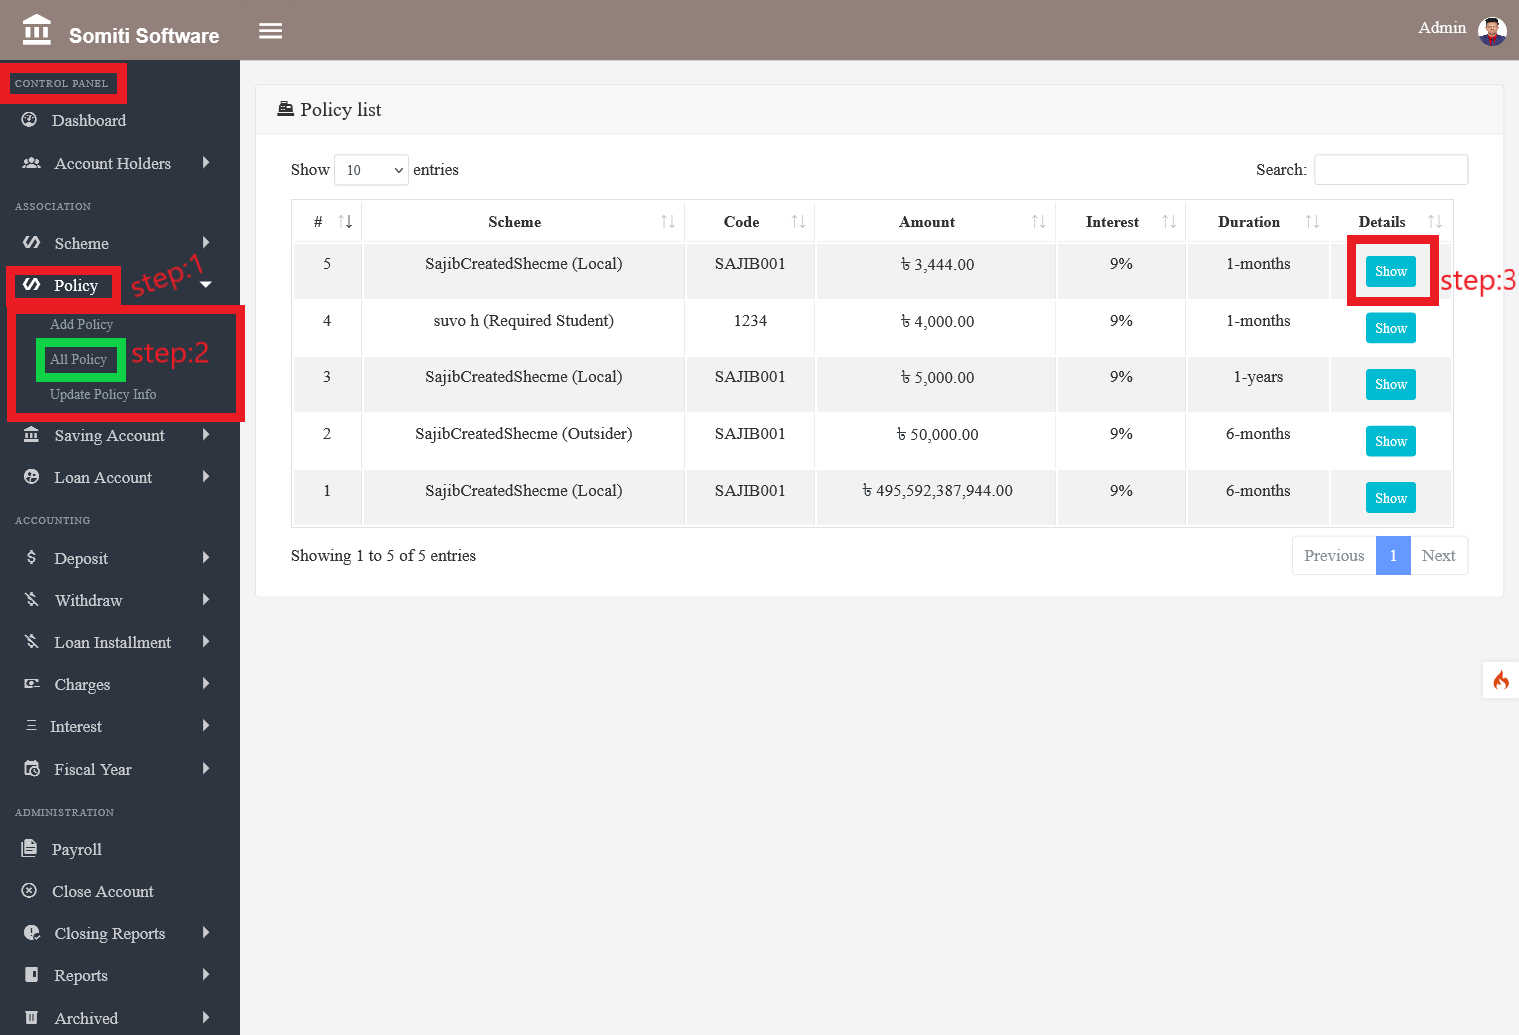 Somiti Software
Admin
CONTROL PANEL
Dashboard
Account Holders
ASSOCIATION
Scheme
Policy
step:1
Add Policy
All Policy
step:2
Update Policy Info
Saving Account
Loan Account
ACCOUNTING
Deposit
Withdraw
Loan Installment
Charges
Interest
Fiscal Year
ADMINISTRATION
Payroll
Close Account
Closing Reports
Reports
Archived
Policy list
Show 10 entries
Search:
# Scheme Code Amount Interest Duration Details
5 SajibCreatedShecme (Local) SAJIB001 ৳ 3,444.00 9% 1-months Show
step:3
4 suvo h (Required Student) 1234 ৳ 4,000.00 9% 1-months Show
3 SajibCreatedShecme (Local) SAJIB001 ৳ 5,000.00 9% 1-years Show
2 SajibCreatedShecme (Outsider) SAJIB001 ৳ 50,000.00 9% 6-months Show
1 SajibCreatedShecme (Local) SAJIB001 ৳ 495,592,387,944.00 9% 6-months Show
Showing 1 to 5 of 5 entries
Previous 1 Next